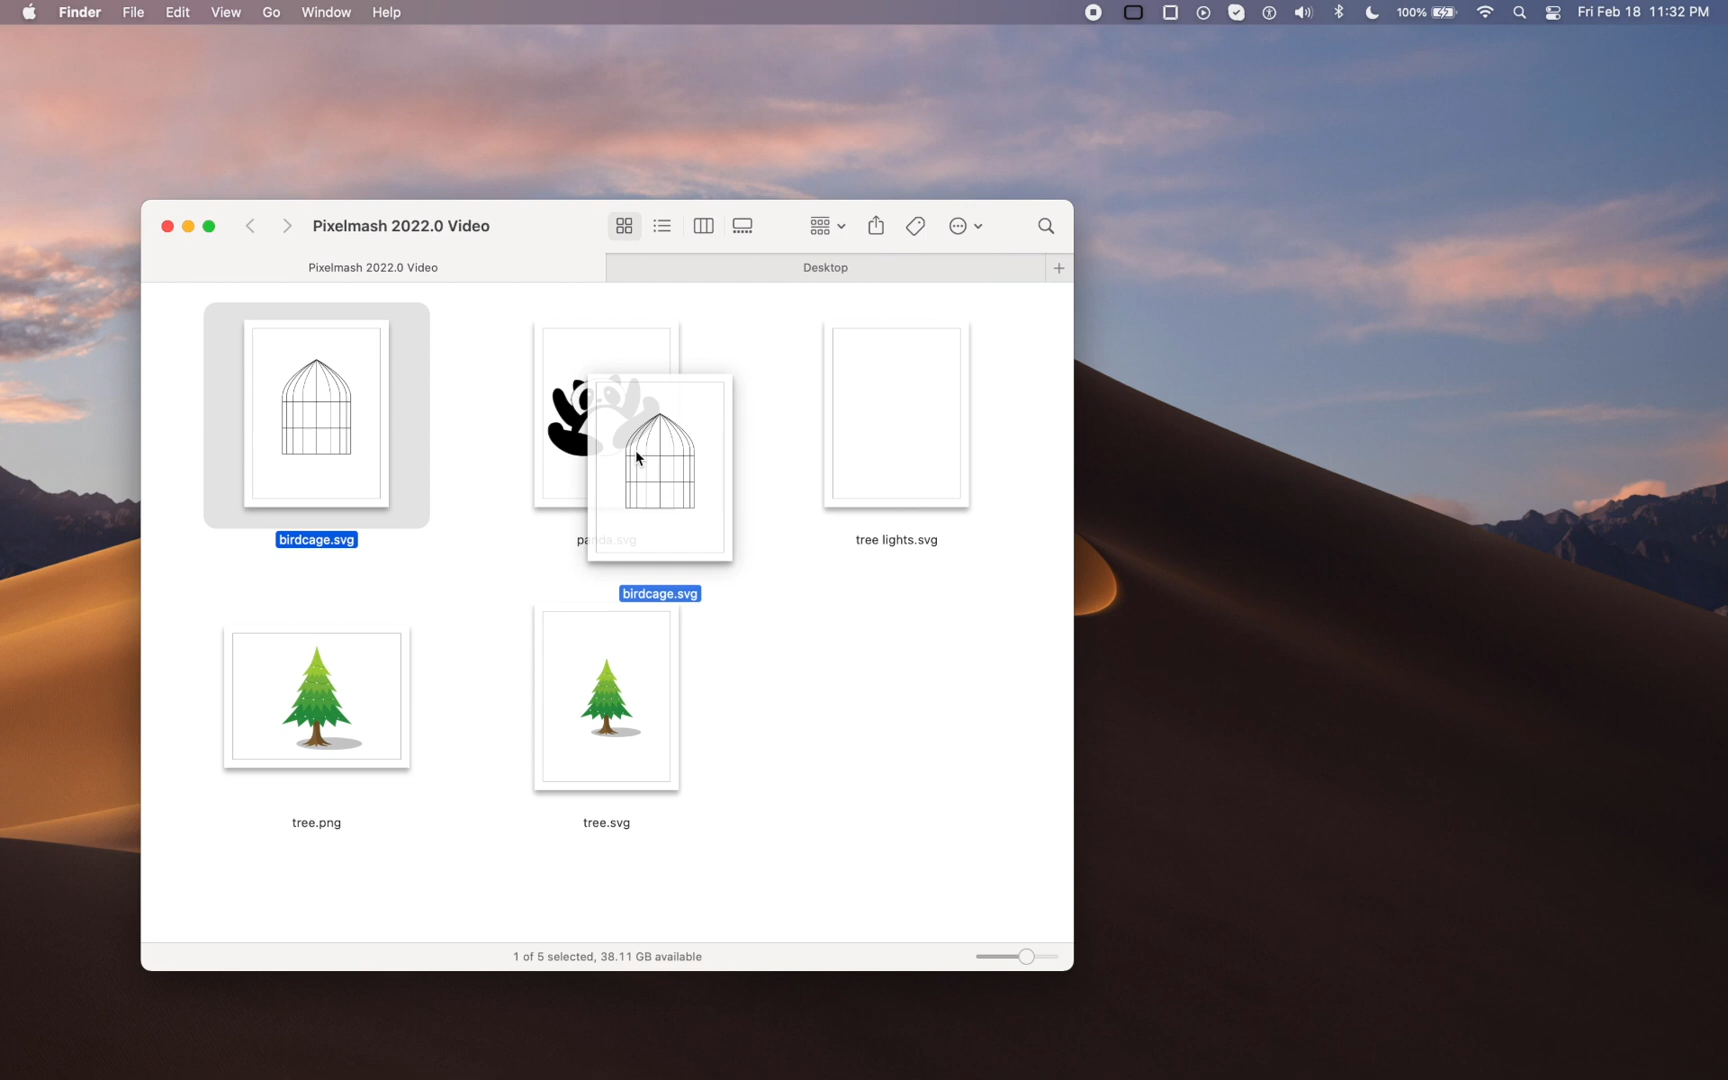 Finder File Edit View Go Window Help 100% Fri Feb 18 11:32 PM
Pixelmash 2022.0 Video
Pixelmash 2022.0 Video Desktop
birdcage.svg panda.svg tree lights.svg
birdcage.svg
tree.png tree.svg
1 of 5 selected, 38.11 GB available